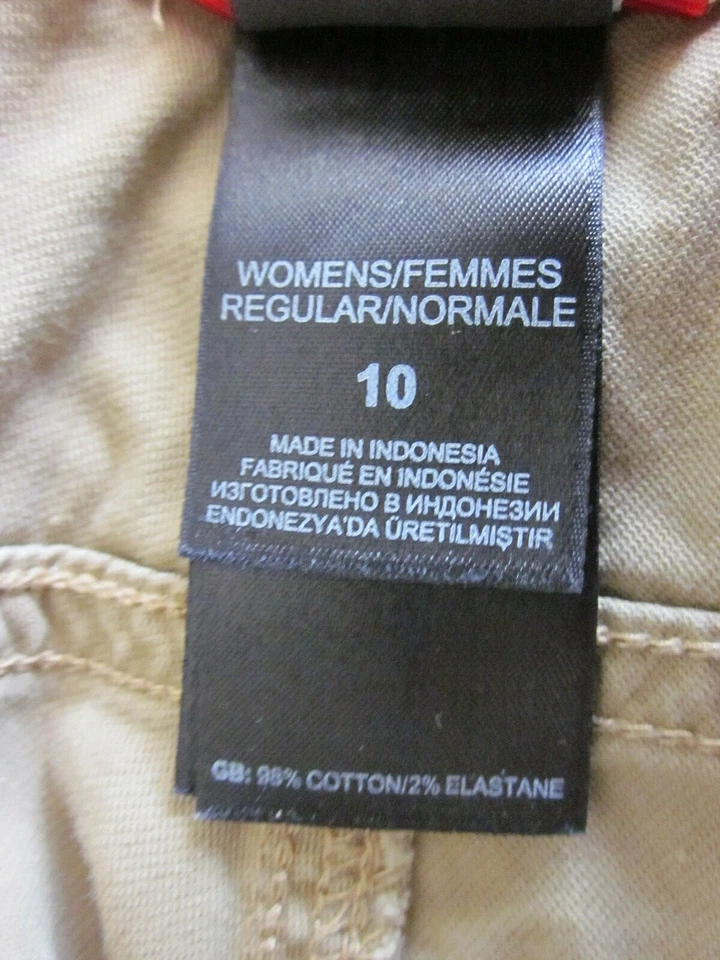 WOMENS/FEMMES
REGULAR/NORMALE
10
MADE IN INDONESIA
FABRIQUÉ EN INDONÉSIE
ИЗГОТОВЛЕНО В ИНДОНЕЗИИ
ENDONEZYA'DA ÜRETILMIŞTIR
GB: 98% COTTON/2% ELASTANE